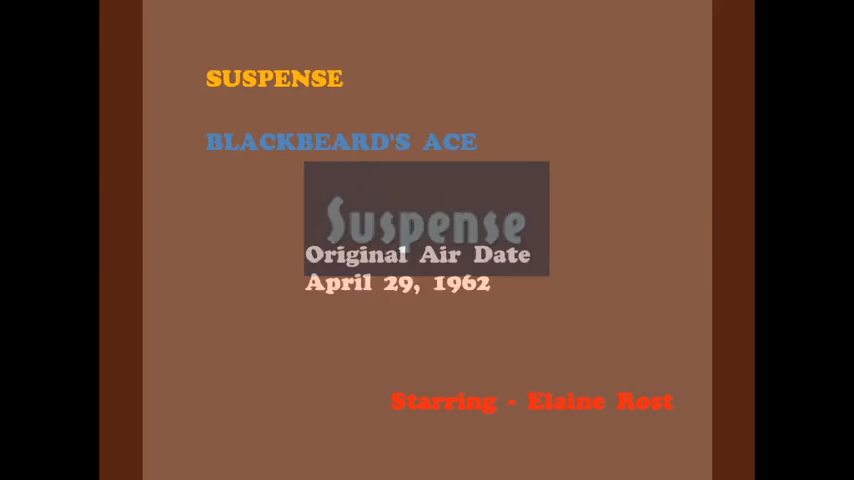 SUSPENSE
BLACKBEARD'S ACE
Suspense
Original Air Date
April 29, 1962
Starring - Elaine Rost